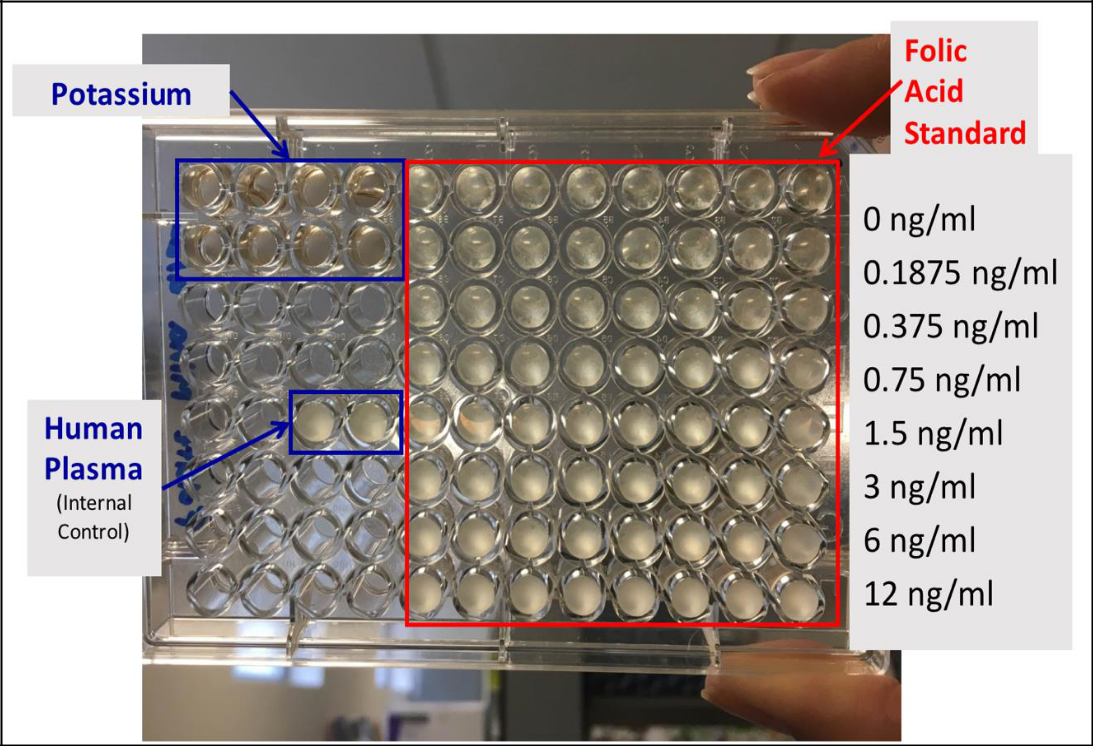 Potassium
Folic
Acid
Standard
0 ng/ml
0.1875 ng/ml
0.375 ng/ml
0.75 ng/ml
1.5 ng/ml
3 ng/ml
6 ng/ml
12 ng/ml
Human
Plasma
(Internal
Control)